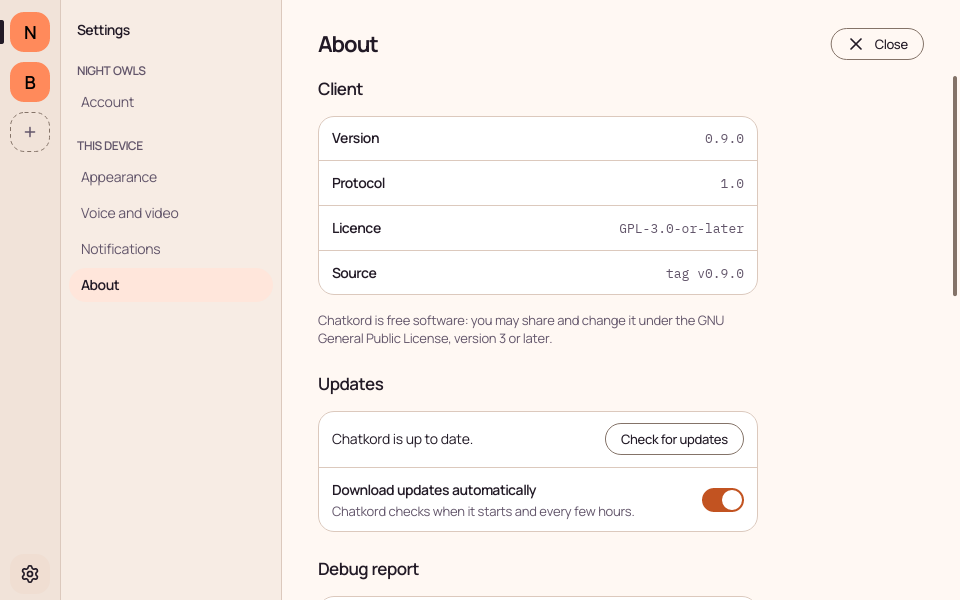 N
B
Settings
NIGHT OWLS
Account
THIS DEVICE
Appearance
Voice and video
Notifications
About
About
Close
Client
Version 0.9.0
Protocol 1.0
Licence GPL-3.0-or-later
Source tag v0.9.0
Chatkord is free software: you may share and change it under the GNU
General Public License, version 3 or later.
Updates
Chatkord is up to date. Check for updates
Download updates automatically
Chatkord checks when it starts and every few hours.
Debug report